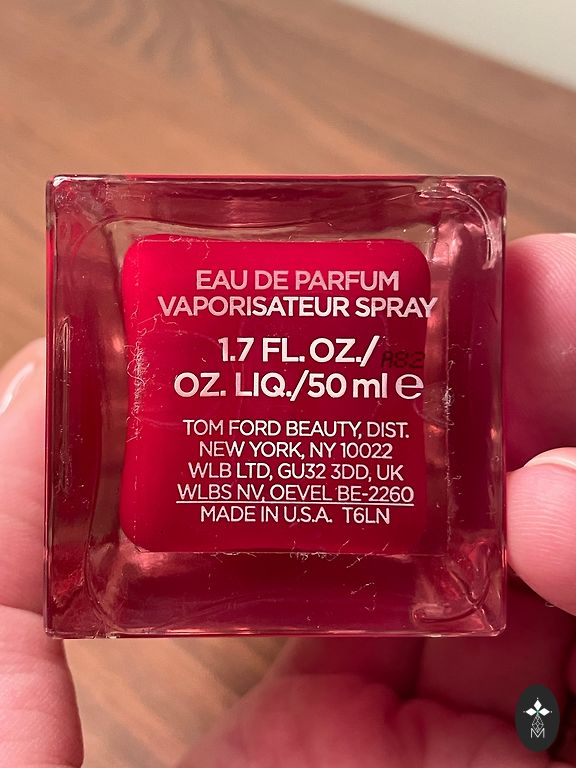 EAU DE PARFUM
VAPORISATEUR SPRAY
1.7 FL. OZ./
OZ. LIQ./50 ml ℮
TOM FORD BEAUTY, DIST.
NEW YORK, NY 10022
WLB LTD, GU32 3DD, UK
WLBS NV, OEVEL BE-2260
MADE IN U.S.A. T6LN